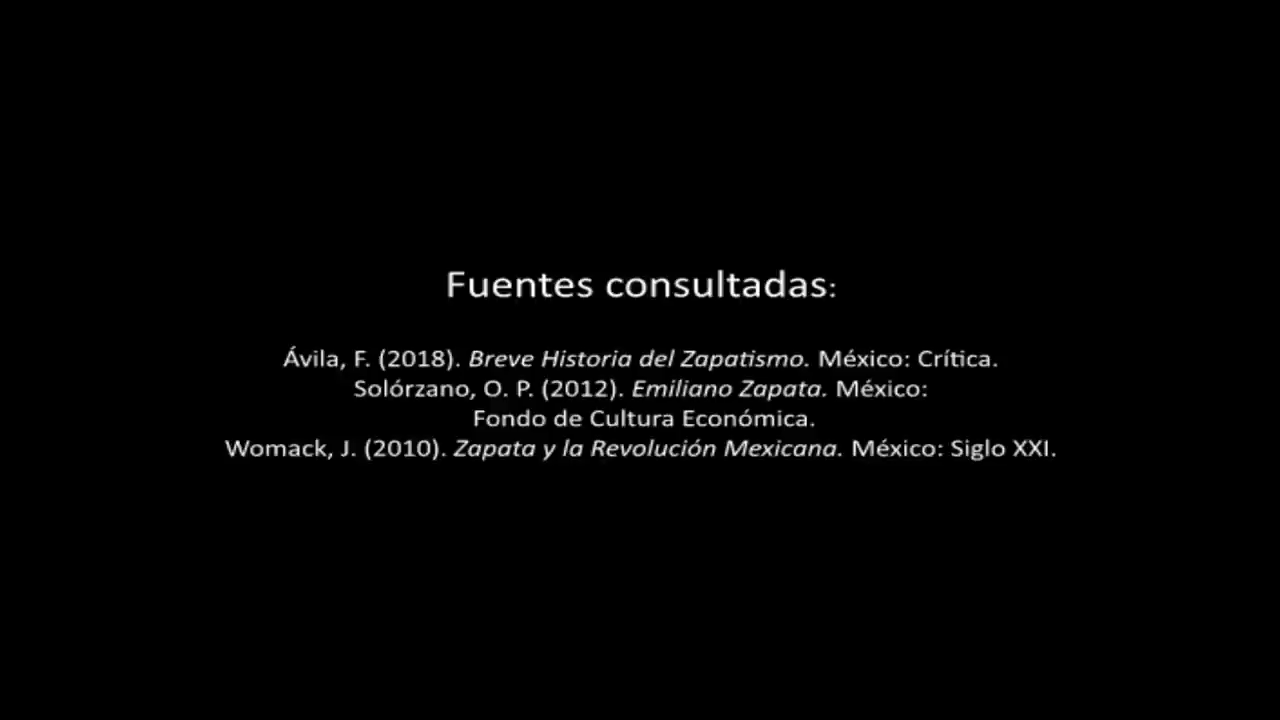 Fuentes consultadas:
Ávila, F. (2018). Breve Historia del Zapatismo. México: Crítica.
Solórzano, O. P. (2012). Emiliano Zapata. México:
Fondo de Cultura Económica.
Womack, J. (2010). Zapata y la Revolución Mexicana. México: Siglo XXI.